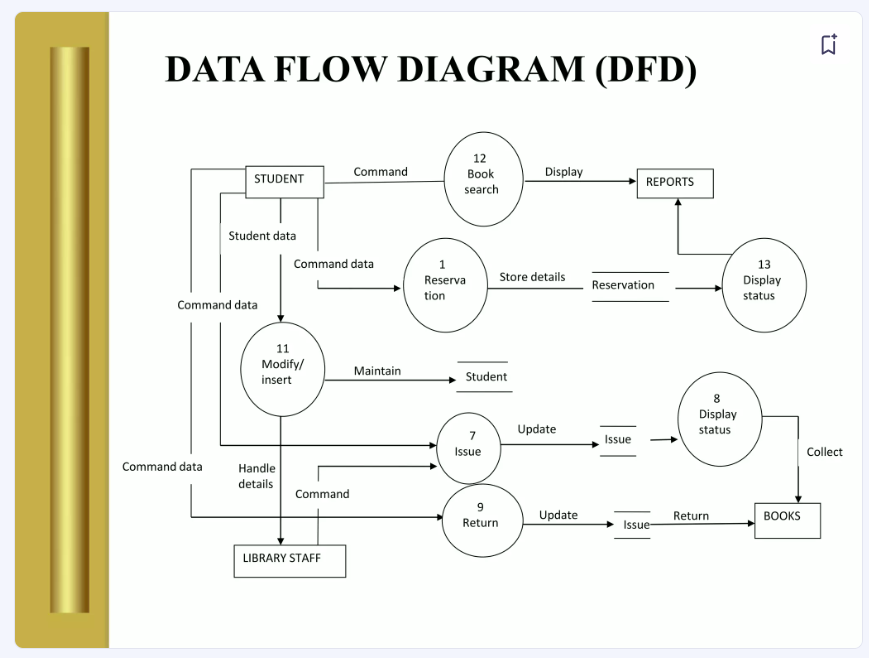 DATA FLOW DIAGRAM (DFD)
12
Book
search
STUDENT
Command
Display
REPORTS
Student data
Command data
1
Reserva
tion
Store details
Reservation
13
Display
status
Command data
11
Modify/
insert
Maintain
Student
8
Display
status
7
Issue
Update
Issue
Collect
Command data
Handle
details
Command
9
Return
Update
Issue
Return
BOOKS
LIBRARY STAFF